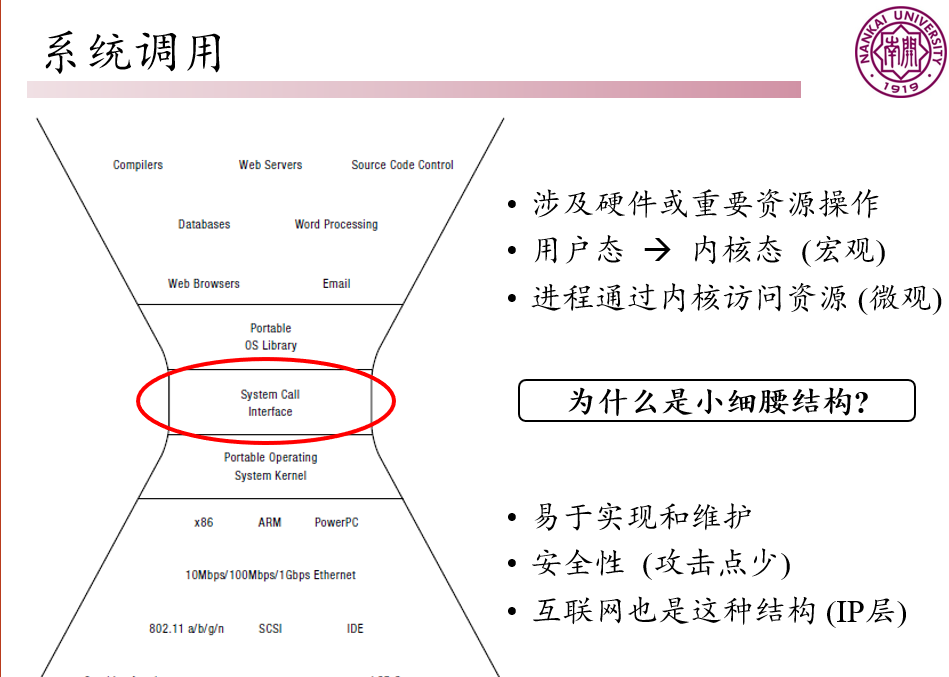 系统调用
NANKAI UNIVERSITY
1919
南開
Compilers Web Servers Source Code Control
Databases Word Processing
Web Browsers Email
Portable
OS Library
System Call
Interface
Portable Operating
System Kernel
x86 ARM PowerPC
10Mbps/100Mbps/1Gbps Ethernet
802.11 a/b/g/n SCSI IDE
• 涉及硬件或重要资源操作
• 用户态 → 内核态 (宏观)
• 进程通过内核访问资源 (微观)
为什么是小细腰结构?
• 易于实现和维护
• 安全性 (攻击点少)
• 互联网也是这种结构 (IP层)